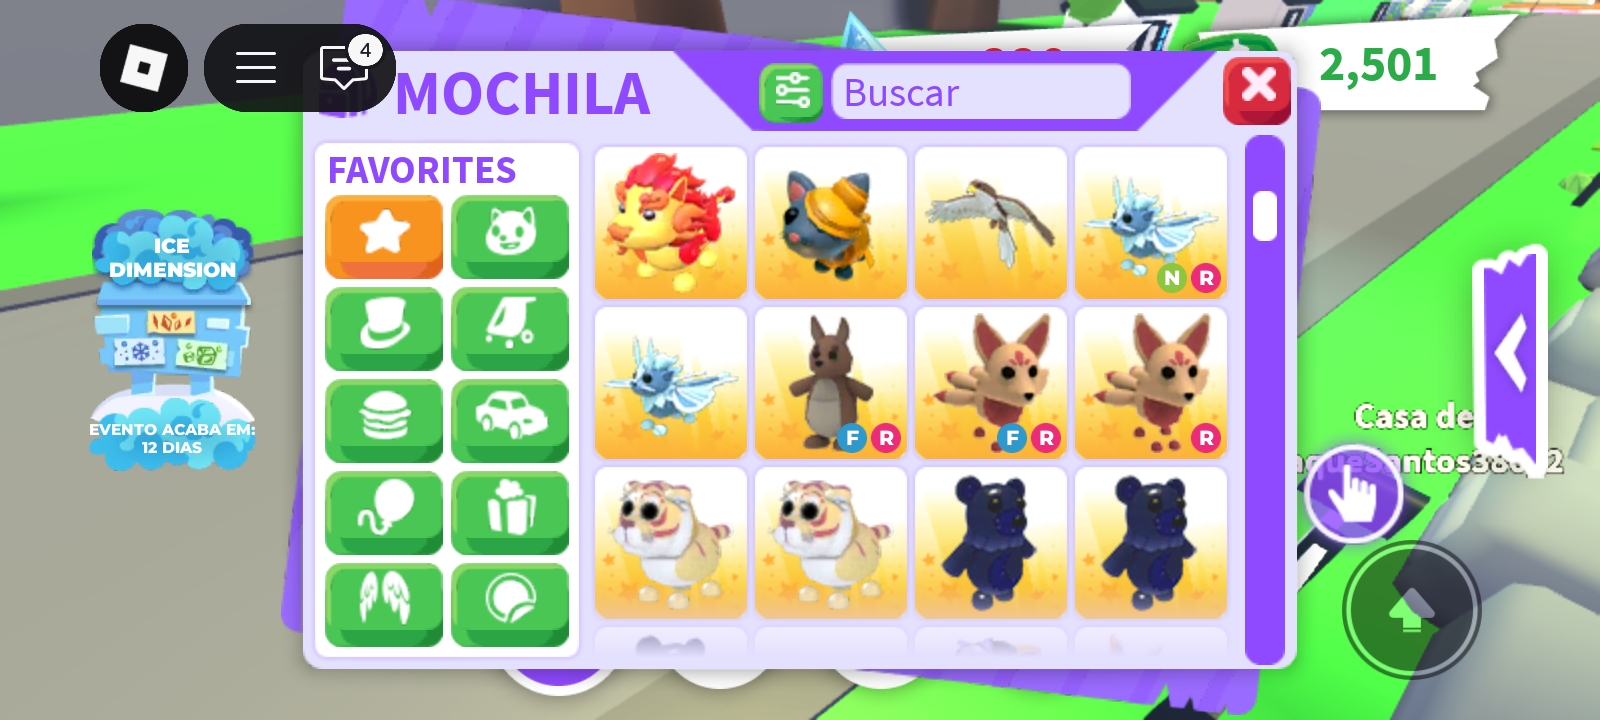 4
MOCHILA
Buscar
2,501
FAVORITES
ICE
DIMENSION
EVENTO ACABA EM:
12 DIAS
N R
F R
F R
R
Casa de